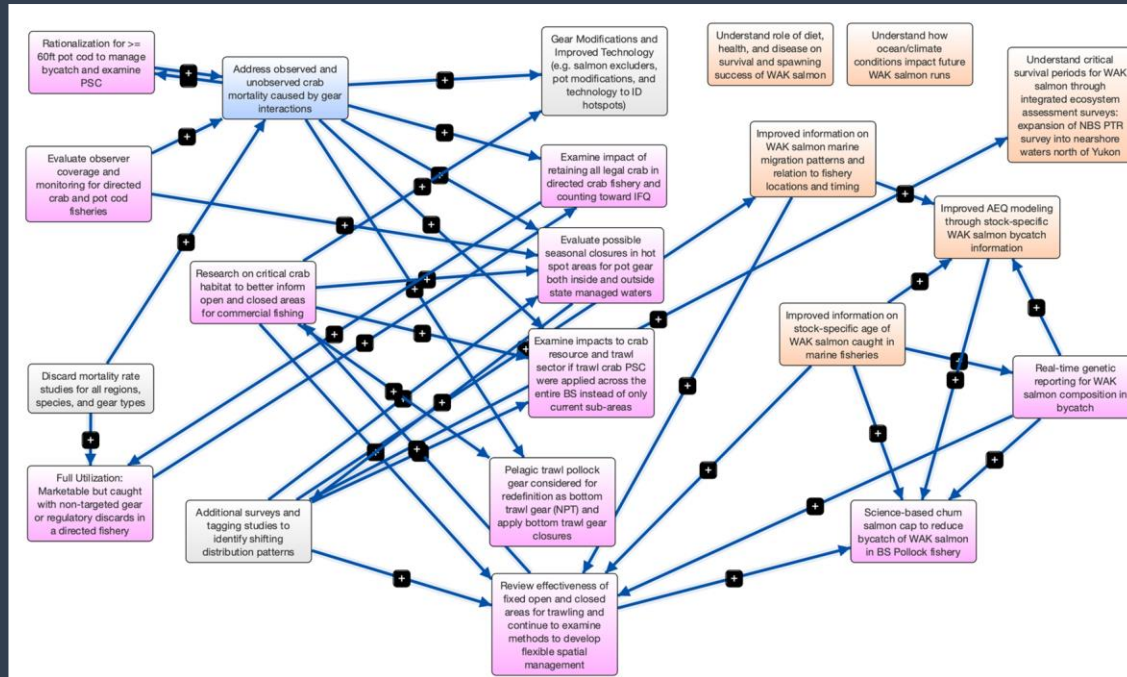 Rationalization for >=
60ft pot cod to manage
bycatch and examine
PSC
Address observed and
unobserved crab
mortality caused by gear
interactions
Gear Modifications and
Improved Technology
(e.g. salmon excluders,
pot modifications, and
technology to ID
hotspots)
Understand role of diet,
health, and disease on
survival and spawning
success of WAK salmon
Understand how
ocean/climate
conditions impact future
WAK salmon runs
Understand critical
survival periods for WAK
salmon through
integrated ecosystem
assessment surveys:
expansion of NBS PTR
survey into nearshore
waters north of Yukon
Evaluate observer
coverage and
monitoring for directed
crab and pot cod
fisheries
Examine impact of
retaining all legal crab in
directed crab fishery and
counting toward IFQ
Improved information on
WAK salmon marine
migration patterns and
relation to fishery
locations and timing
Improved AEQ modeling
through stock-specific
WAK salmon bycatch
information
Evaluate possible
seasonal closures in hot
spot areas for pot gear
both inside and outside
state managed waters
Research on critical crab
habitat to better inform
open and closed areas
for commercial fishing
Improved information on
stock-specific age of
WAK salmon caught in
marine fisheries
Examine impacts to crab
resource and trawl
sector if trawl crab PSC
were applied across the
entire BS instead of only
current sub-areas
Real-time genetic
reporting for WAK
salmon composition in
bycatch
Discard mortality rate
studies for all regions,
species, and gear types
Full Utilization:
Marketable but caught
with non-targeted gear
or regulatory discards in
a directed fishery
Additional surveys and
tagging studies to
identify shifting
distribution patterns
Pelagic trawl pollock
gear considered for
redefinition as bottom
trawl gear (NPT) and
apply bottom trawl gear
closures
Science-based chum
salmon cap to reduce
bycatch of WAK salmon
in BS Pollock fishery
Review effectiveness of
fixed open and closed
areas for trawling and
continue to examine
methods to develop
flexible spatial
management